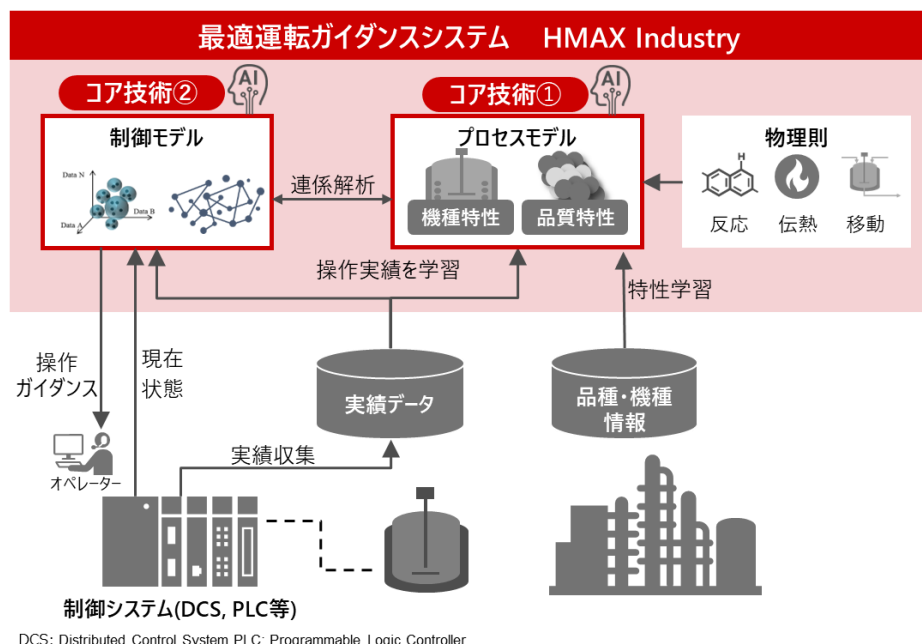 最適運転ガイダンスシステム　HMAX Industry
コア技術②
AI
コア技術①
AI
制御モデル
Data N
Data B
Data A
連係解析
プロセスモデル
機種特性
品質特性
物理則
H
反応
伝熱
移動
操作実績を学習
特性学習
操作
ガイダンス
現在
状態
実績データ
品種・機種
情報
実績収集
オペレーター
制御システム(DCS, PLC等)
DCS: Distributed Control System PLC: Programmable Logic Controller